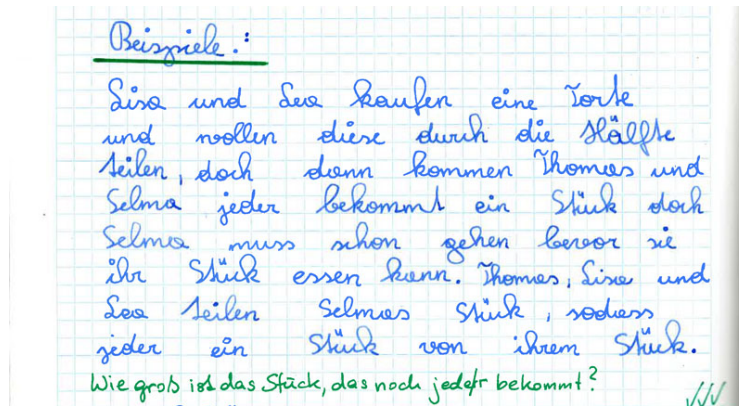 Beispiele:
Lisa und Lea kaufen eine Torte
und wollen diese durch die Hälfte
teilen, doch dann kommen Thomas und
Selma jeder bekommt ein Stück doch
Selma muss schon gehen bevor sie
ihr Stück essen kann. Thomas, Lisa und
Lea teilen Selmas Stück, sodass
jeder ein Stück von ihrem Stück.
Wie groß ist das Stück, das noch jeder bekommt?